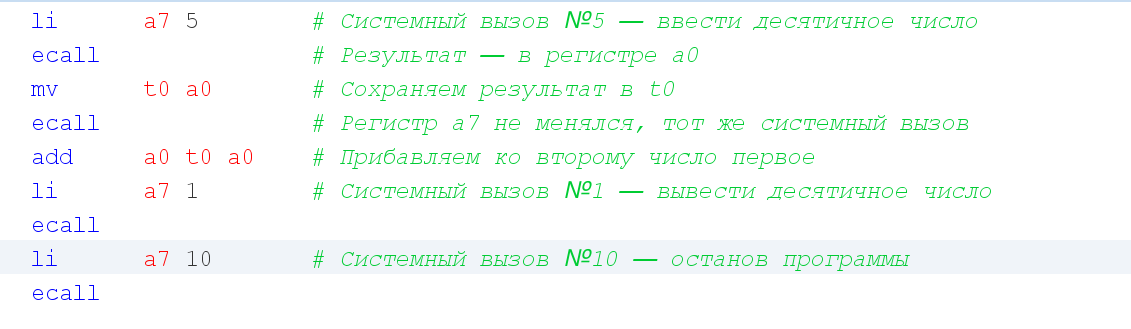 li a7 5 # Системный вызов №5 — ввести десятичное число
ecall # Результат — в регистре a0
mv t0 a0 # Сохраняем результат в t0
ecall # Регистр a7 не менялся, тот же системный вызов
add a0 t0 a0 # Прибавляем ко второму число первое
li a7 1 # Системный вызов №1 — вывести десятичное число
ecall
li a7 10 # Системный вызов №10 — останов программы
ecall